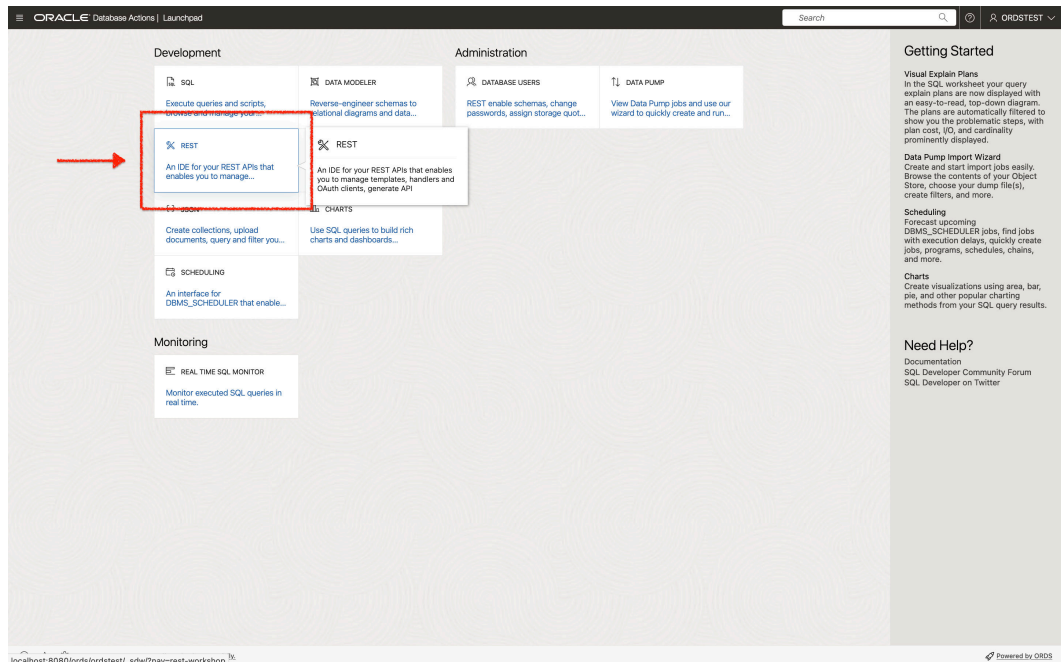 ORACLE Database Actions | Launchpad
Search
ORDSTEST
Development
SQL
Execute queries and scripts,
browse and manage your...
DATA MODELER
Reverse-engineer schemas to
relational diagrams and data...
REST
An IDE for your REST APIs that
enables you to manage...
REST
An IDE for your REST APIs that enables
you to manage templates, handlers and
OAuth clients, generate API
JSON
Create collections, upload
documents, query and filter you...
CHARTS
Use SQL queries to build rich
charts and dashboards...
SCHEDULING
An interface for
DBMS_SCHEDULER that enable...
Monitoring
REAL TIME SQL MONITOR
Monitor executed SQL queries in
real time.
Administration
DATABASE USERS
REST enable schemas, change
passwords, assign storage quot...
DATA PUMP
View Data Pump jobs and use our
wizard to quickly create and run...
Getting Started
Visual Explain Plans
In the SQL worksheet your query
explain plans are now displayed with
an easy-to-read, top-down diagram.
The plans are automatically filtered to
show you the problematic steps, with
plan cost, I/O, and cardinality
prominently displayed.
Data Pump Import Wizard
Create and start import jobs easily.
Browse the contents of your Object
Store, choose your dump file(s),
create filters, and more.
Scheduling
Forecast upcoming
DBMS_SCHEDULER jobs, find jobs
with execution delays, quickly create
jobs, programs, schedules, chains,
and more.
Charts
Create visualizations using area, bar,
pie, and other popular charting
methods from your SQL query results.
Need Help?
Documentation
SQL Developer Community Forum
SQL Developer on Twitter
localhost:8080/ords/ordstest/_sdw/?nav=rest-workshop
Powered by ORDS